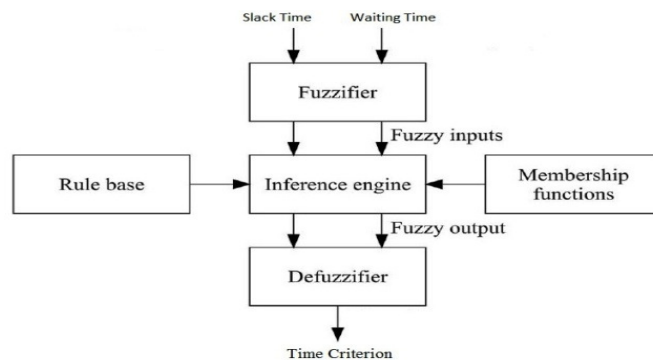 Slack Time
Waiting Time
Fuzzifier
Fuzzy inputs
Rule base
Inference engine
Membership
functions
Fuzzy output
Defuzzifier
Time Criterion